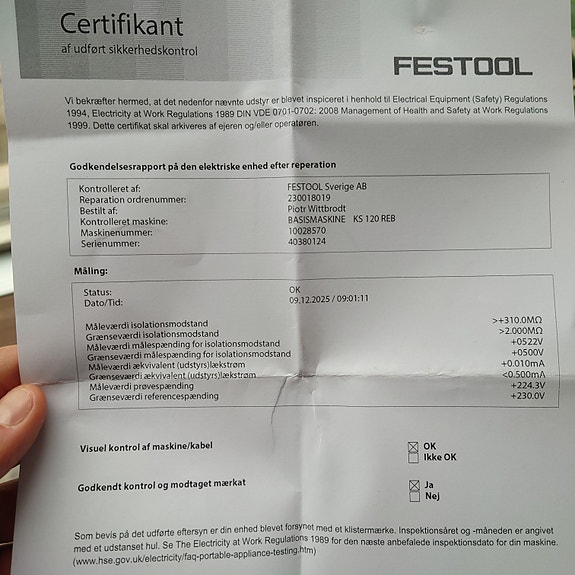 Certifikant
af udført sikkerhedskontrol
FESTOOL
Vi bekræfter hermed, at det nedenfor nævnte udstyr er blevet inspiceret i henhold til Electrical Equipment (Safety) Regulations
1994, Electricity at Work Regulations 1989 DIN VDE 0701-0702: 2008 Management of Health and Safety at Work Regulations
1999. Dette certifikat skal arkiveres af ejeren og/eller operatøren.
Godkendelsesrapport på den elektriske enhed efter reperation
Kontrolleret af: FESTOOL Sverige AB
Reparation ordrenummer: 230018019
Bestilt af: Piotr Wittbrodt
Kontrolleret maskine: BASISMASKINE KS 120 REB
Maskinenummer: 10028570
Serienummer: 40380124
Måling:
Status: OK
Dato/Tid: 09.12.2025 / 09:01:11
Måleværdi isolationsmodstand >+310.0MΩ
Grænseværdi isolationsmodstand >2.000MΩ
Måleværdi målespænding for isolationsmodstand +0522V
Grænseværdi målespænding for isolationsmodstand +0500V
Måleværdi ækvivalent (udstyrs)lækstrøm +0.010mA
Grænseværdi ækvivalent (udstyrs)lækstrøm <0.500mA
Måleværdi prøvespænding +224.3V
Grænseværdi referencespænding +230.0V
Visuel kontrol af maskine/kabel ☒ OK
☐ Ikke OK
Godkendt kontrol og modtaget mærkat ☒ Ja
☐ Nej
Som bevis på det udførte eftersyn er din enhed blevet forsynet med et klistermærke. Inspektionsåret og -måneden er angivet
med et udstanset hul. Se The Electricity at Work Regulations 1989 for den næste anbefalede inspektionsdato for din maskine.
(www.hse.gov.uk/electricity/faq-portable-appliance-testing.htm)